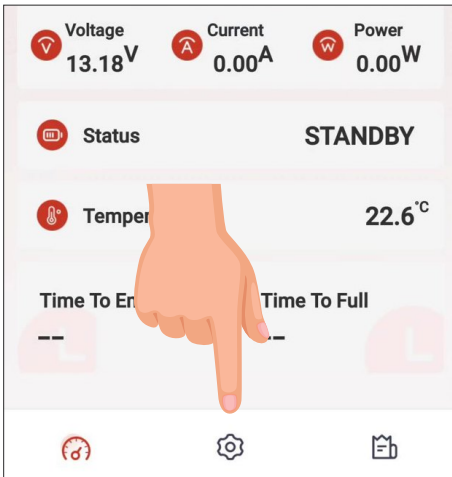 Voltage
13.18V
Current
0.00A
Power
0.00W
Status
STANDBY
Temper
22.6°C
Time To En
--
Time To Full
--